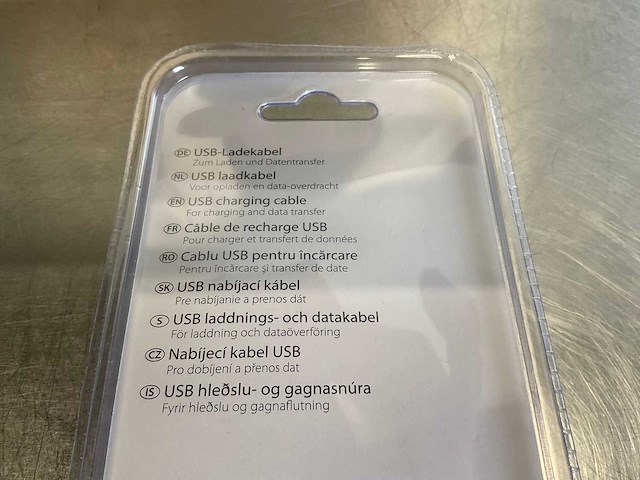 DE USB-Ladekabel
Zum Laden und Datentransfer
NL USB laadkabel
Voor opladen en data-overdracht
EN USB charging cable
For charging and data transfer
FR Câble de recharge USB
Pour charger et transfert de données
RO Cablu USB pentru încărcare
Pentru încărcare și transfer de date
SK USB nabíjací kábel
Pre nabíjanie a prenos dát
S USB laddnings- och datakabel
För laddning och dataöverföring
CZ Nabíjecí kabel USB
Pro dobíjení a přenos dat
IS USB hleðslu- og gagnasnúra
Fyrir hleðslu og gagnaflutning